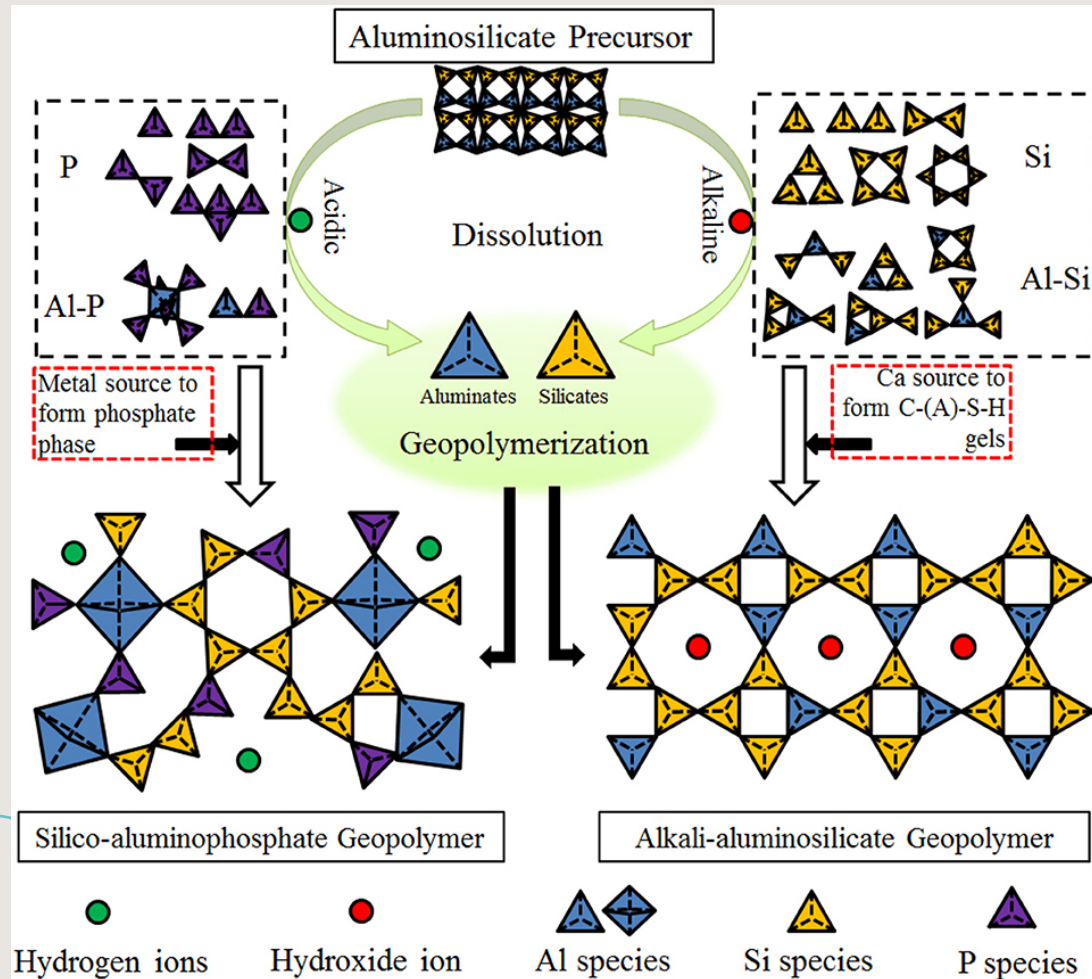 Aluminosilicate Precursor
P
Al-P
Acidic
Dissolution
Alkaline
Si
Al-Si
Aluminates
Silicates
Geopolymerization
Metal source to
form phosphate
phase
Ca source to
form C-(A)-S-H
gels
Silico-aluminophosphate Geopolymer
Alkali-aluminosilicate Geopolymer
Hydrogen ions
Hydroxide ion
Al species
Si species
P species